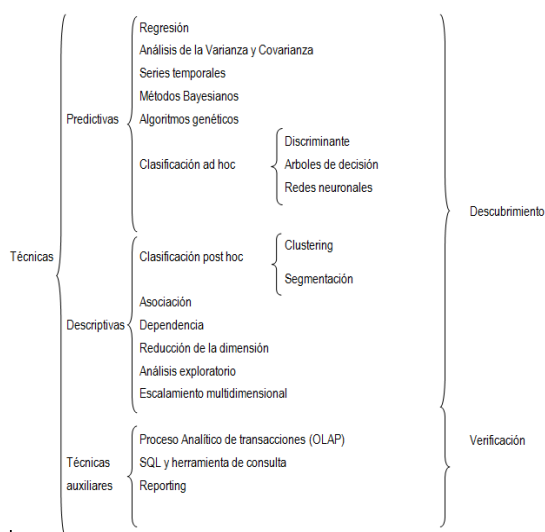 Técnicas
Predictivas
Regresión
Análisis de la Varianza y Covarianza
Series temporales
Métodos Bayesianos
Algoritmos genéticos
Clasificación ad hoc
Discriminante
Arboles de decisión
Redes neuronales
Descriptivas
Clasificación post hoc
Clustering
Segmentación
Asociación
Dependencia
Reducción de la dimensión
Análisis exploratorio
Escalamiento multidimensional
Descubrimiento
Técnicas
auxiliares
Proceso Analítico de transacciones (OLAP)
SQL y herramienta de consulta
Reporting
Verificación